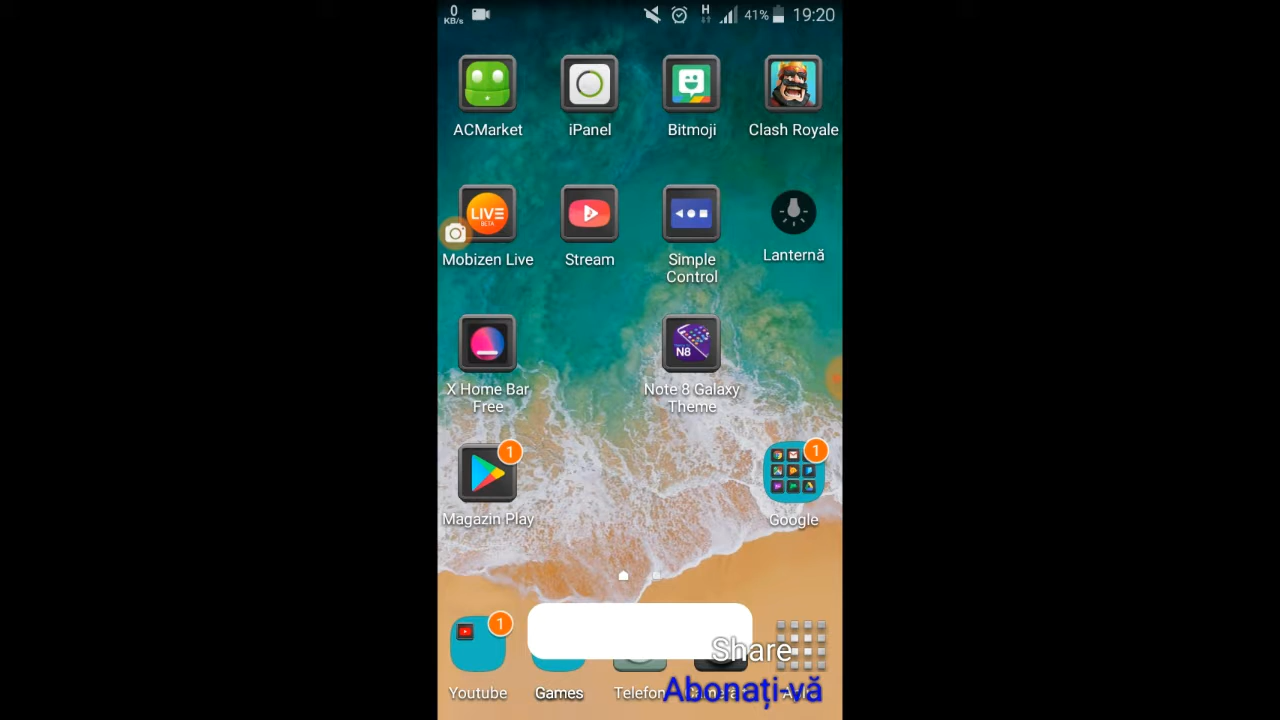 0
KB/s
H
41%
19:20
ACMarket
iPanel
Bitmoji
Clash Royale
LIVE
BETA
Mobizen Live
Stream
Simple
Control
Lanternă
N8
X Home Bar
Free
Note 8 Galaxy
Theme
1
1
Magazin Play
Google
1
Share
Youtube
Games
Telefon
Abonați-vă